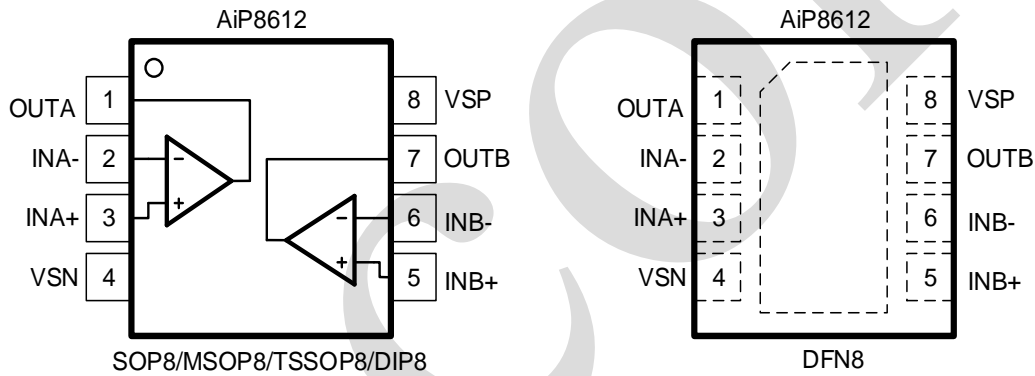 AiP8612
OUTA 1
INA- 2
INA+ 3
VSN 4
8 VSP
7 OUTB
6 INB-
5 INB+
-
+
-
+
SOP8/MSOP8/TSSOP8/DIP8
AiP8612
OUTA 1
INA- 2
INA+ 3
VSN 4
8 VSP
7 OUTB
6 INB-
5 INB+
DFN8